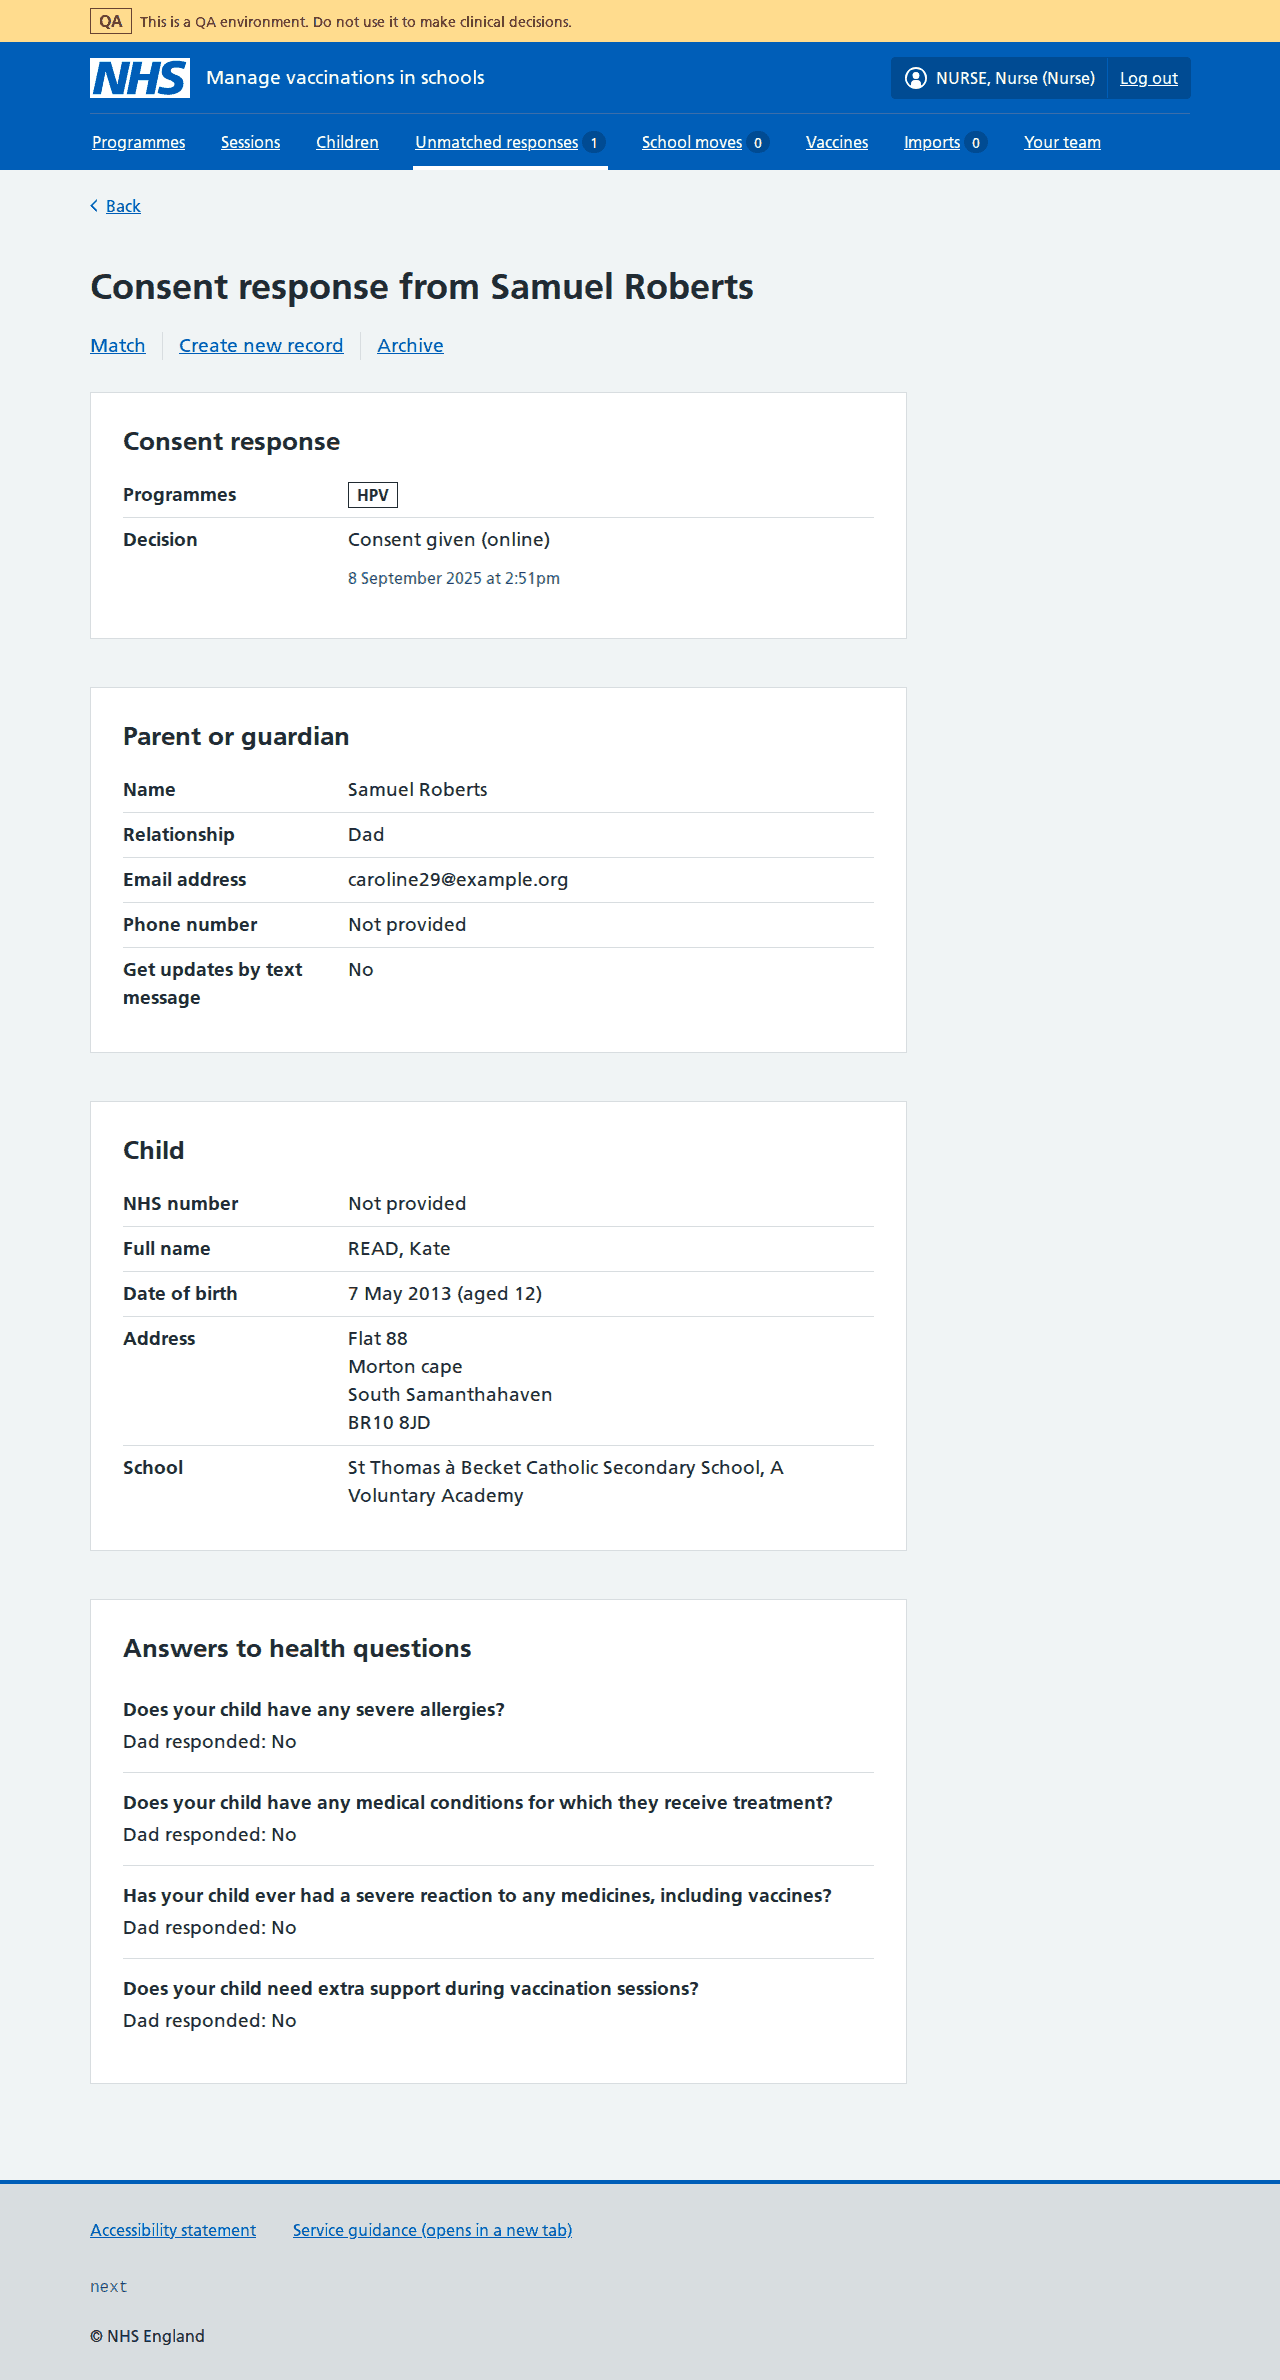 QA This is a QA environment. Do not use it to make clinical decisions.
NHS Manage vaccinations in schools NURSE, Nurse (Nurse) Log out
Programmes Sessions Children Unmatched responses 1 School moves 0 Vaccines Imports 0 Your team
Back
Consent response from Samuel Roberts
Match Create new record Archive
Consent response
Programmes HPV
Decision Consent given (online)
8 September 2025 at 2:51pm
Parent or guardian
Name Samuel Roberts
Relationship Dad
Email address caroline29@example.org
Phone number Not provided
Get updates by text No
message
Child
NHS number Not provided
Full name READ, Kate
Date of birth 7 May 2013 (aged 12)
Address Flat 88
Morton cape
South Samanthahaven
BR10 8JD
School St Thomas à Becket Catholic Secondary School, A
Voluntary Academy
Answers to health questions
Does your child have any severe allergies?
Dad responded: No
Does your child have any medical conditions for which they receive treatment?
Dad responded: No
Has your child ever had a severe reaction to any medicines, including vaccines?
Dad responded: No
Does your child need extra support during vaccination sessions?
Dad responded: No
Accessibility statement Service guidance (opens in a new tab)
next
© NHS England